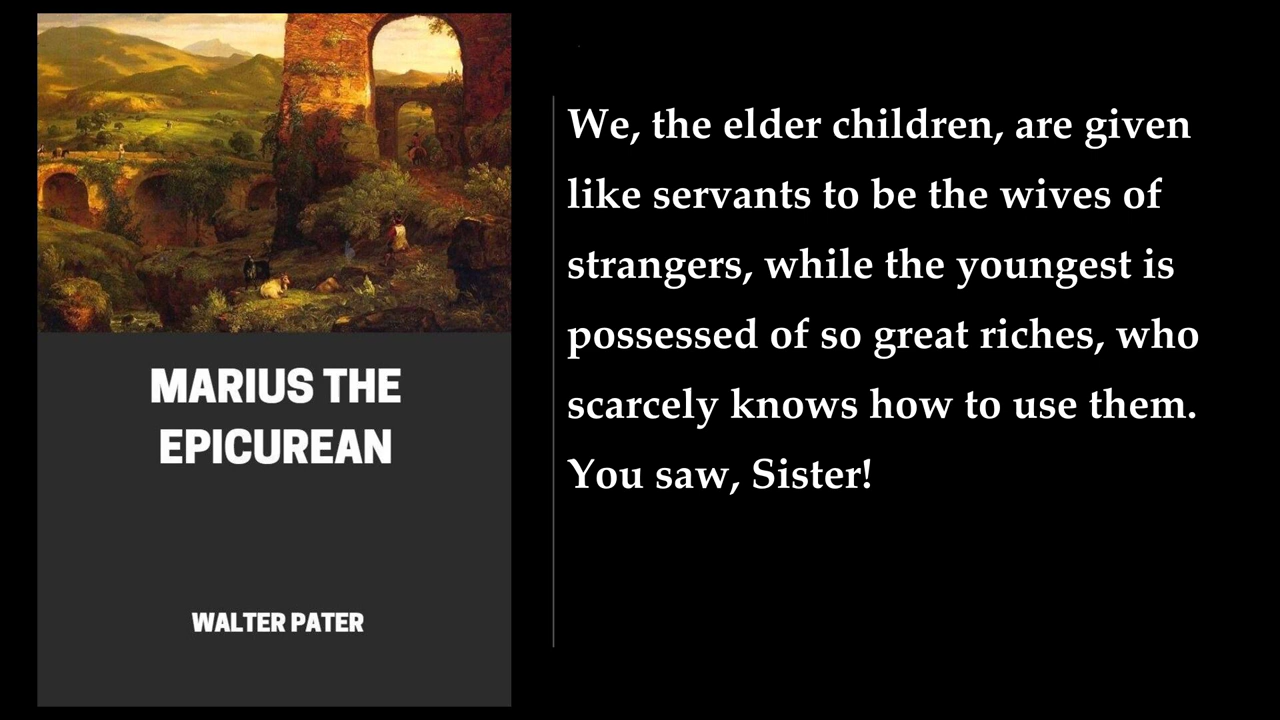 MARIUS THE
EPICUREAN
WALTER PATER
We, the elder children, are given
like servants to be the wives of
strangers, while the youngest is
possessed of so great riches, who
scarcely knows how to use them.
You saw, Sister!